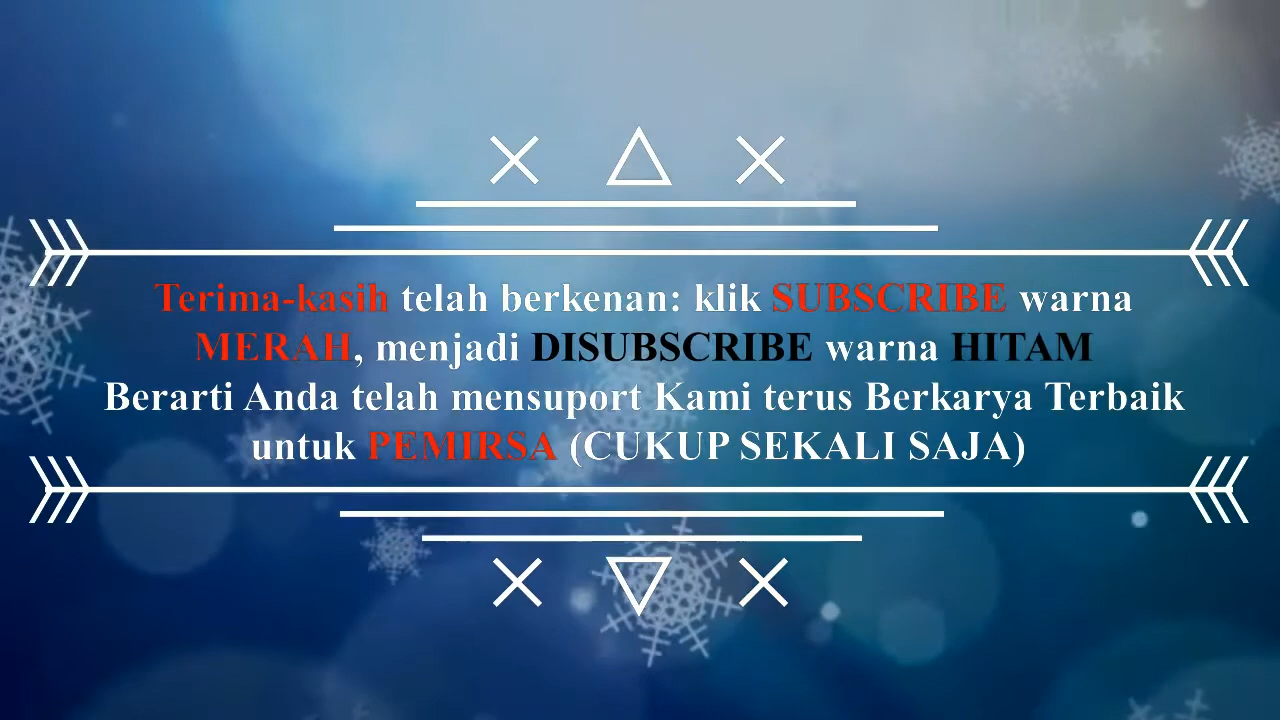 Terima-kasih telah berkenan: klik SUBSCRIBE warna
MERAH, menjadi DISUBSCRIBE warna HITAM
Berarti Anda telah mensuport Kami terus Berkarya Terbaik
untuk PEMIRSA (CUKUP SEKALI SAJA)